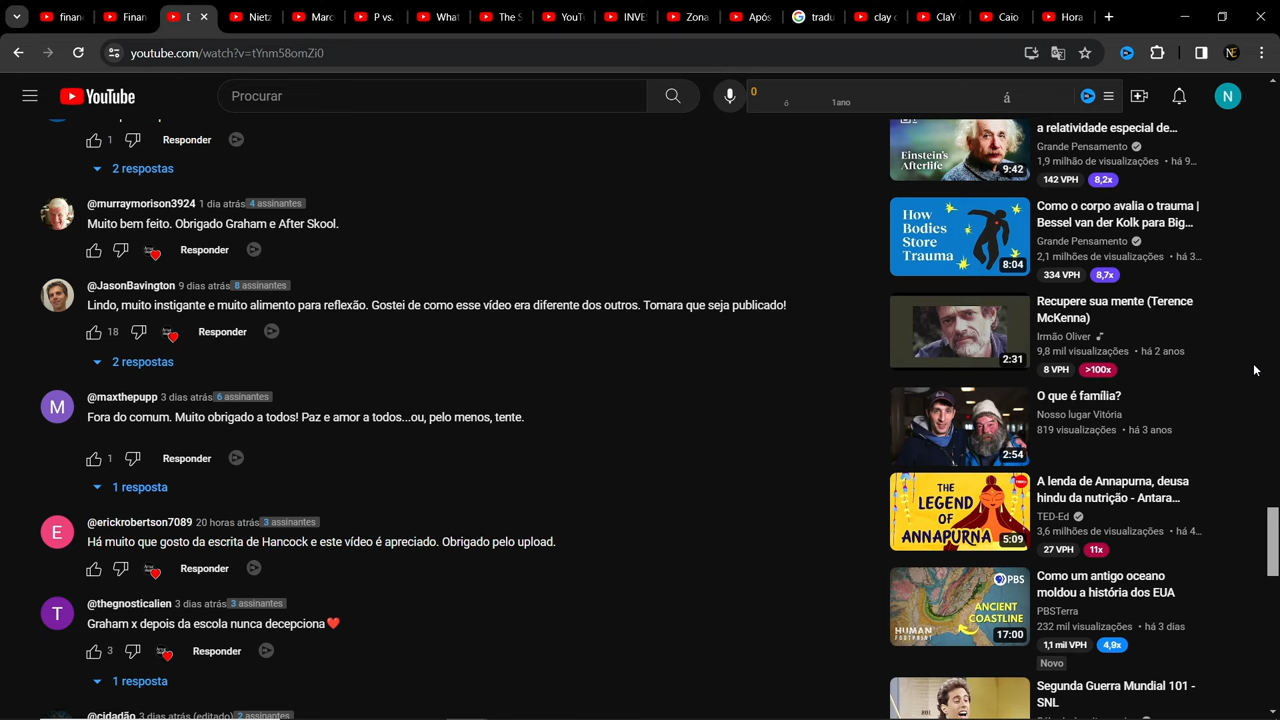 finan
Finan
D
Nietz
Marc
P vs.
What
The S
YouT
INVE
Zona
Após
tradu
clay c
ClaY
Caio
Hora
youtube.com/watch?v=tYnm58omZi0
YouTube
Procurar
0
ó
1ano
á
N
1
Responder
2 respostas
@murraymorison3924 1 dia atrás 4 assinantes
Muito bem feito. Obrigado Graham e After Skool.
Responder
@JasonBavington 9 dias atrás 8 assinantes
Lindo, muito instigante e muito alimento para reflexão. Gostei de como esse vídeo era diferente dos outros. Tomara que seja publicado!
18
Responder
2 respostas
M
@maxthepupp 3 dias atrás 6 assinantes
Fora do comum. Muito obrigado a todos! Paz e amor a todos...ou, pelo menos, tente.
1
Responder
1 resposta
E
@erickrobertson7089 20 horas atrás 3 assinantes
Há muito que gosto da escrita de Hancock e este vídeo é apreciado. Obrigado pelo upload.
Responder
T
@thegnosticalien 3 dias atrás 3 assinantes
Graham x depois da escola nunca decepciona❤️
3
Responder
1 resposta
@cidadão 3 dias atrás (editado) 2 assinantes
Einstein's
Afterlife
9:42
a relatividade especial de...
Grande Pensamento
1,9 milhão de visualizações • há 9...
142 VPH 8,2x
How
Bodies
Store
Trauma
8:04
Como o corpo avalia o trauma |
Bessel van der Kolk para Big...
Grande Pensamento
2,1 milhões de visualizações • há 3...
334 VPH 8,7x
2:31
Recupere sua mente (Terence
McKenna)
Irmão Oliver
9,8 mil visualizações • há 2 anos
8 VPH >100x
2:54
O que é família?
Nosso lugar Vitória
819 visualizações • há 3 anos
THE
LEGEND
OF
ANNAPURNA
5:09
A lenda de Annapurna, deusa
hindu da nutrição - Antara...
TED-Ed
3,6 milhões de visualizações • há 4...
27 VPH 11x
PBS
ANCIENT
COASTLINE
HUMAN
FOOTPRINT
17:00
Como um antigo oceano
moldou a história dos EUA
PBSTerra
232 mil visualizações • há 3 dias
1,1 mil VPH 4,9x
Novo
Segunda Guerra Mundial 101 -
SNL